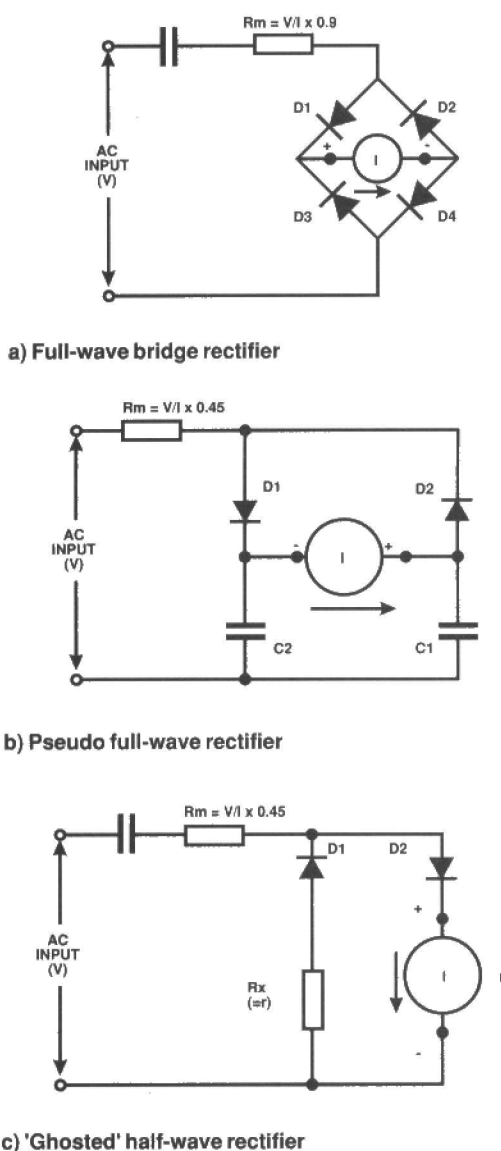 Rm = V/I x 0.9
D1
D2
AC
INPUT
(V)
+
I
-
D3
D4
a) Full-wave bridge rectifier
Rm = V/I x 0.45
D1
D2
AC
INPUT
(V)
-
I
+
C2
C1
b) Pseudo full-wave rectifier
Rm = V/I x 0.45
D1
D2
+
AC
INPUT
(V)
Rx
(=r)
I
-
c) 'Ghosted' half-wave rectifier